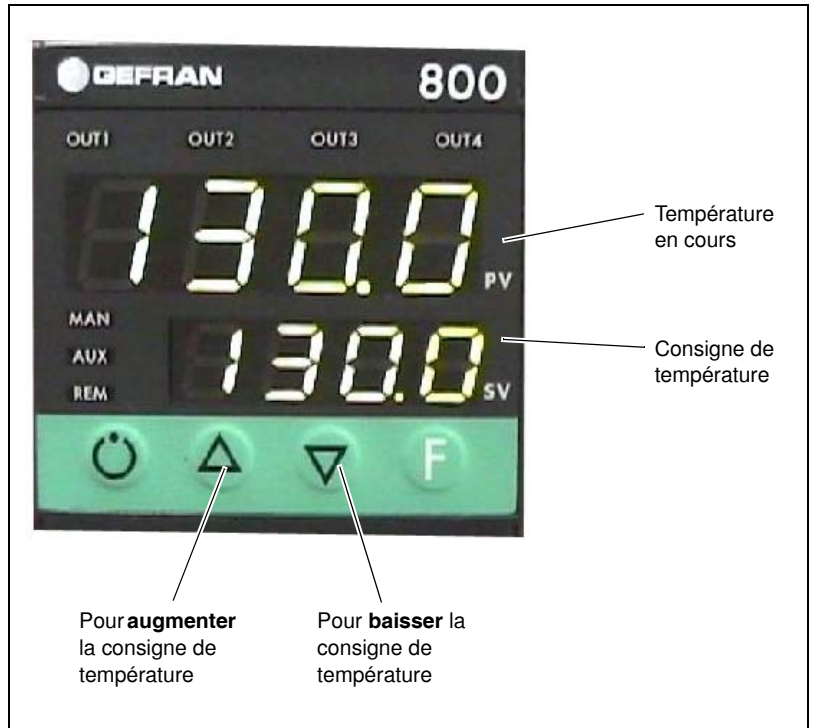 GEFRAN 800
OUT1 OUT2 OUT3 OUT4
130.0 PV
Température
en cours
MAN
AUX
REM
130.0 SV
Consigne de
température
F
Pour augmenter
la consigne de
température
Pour baisser la
consigne de
température